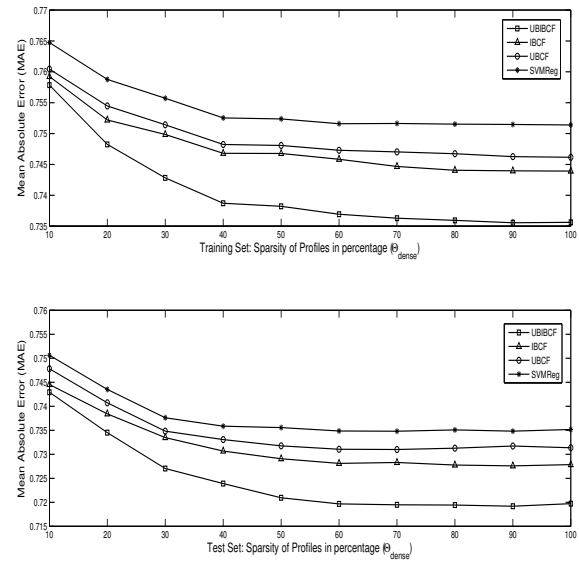 0.77
0.765
0.76
0.755
0.75
0.745
0.74
0.735
Mean Absolute Error (MAE)
UBIBCF
IBCF
UBCF
SVMReg
10 20 30 40 50 60 70 80 90 100
Training Set: Sparsity of Profiles in percentage (Θdense)
0.76
0.755
0.75
0.745
0.74
0.735
0.73
0.725
0.72
0.715
Mean Absolute Error (MAE)
UBIBCF
IBCF
UBCF
SVMReg
10 20 30 40 50 60 70 80 90 100
Test Set: Sparsity of Profiles in percentage (Θdense)